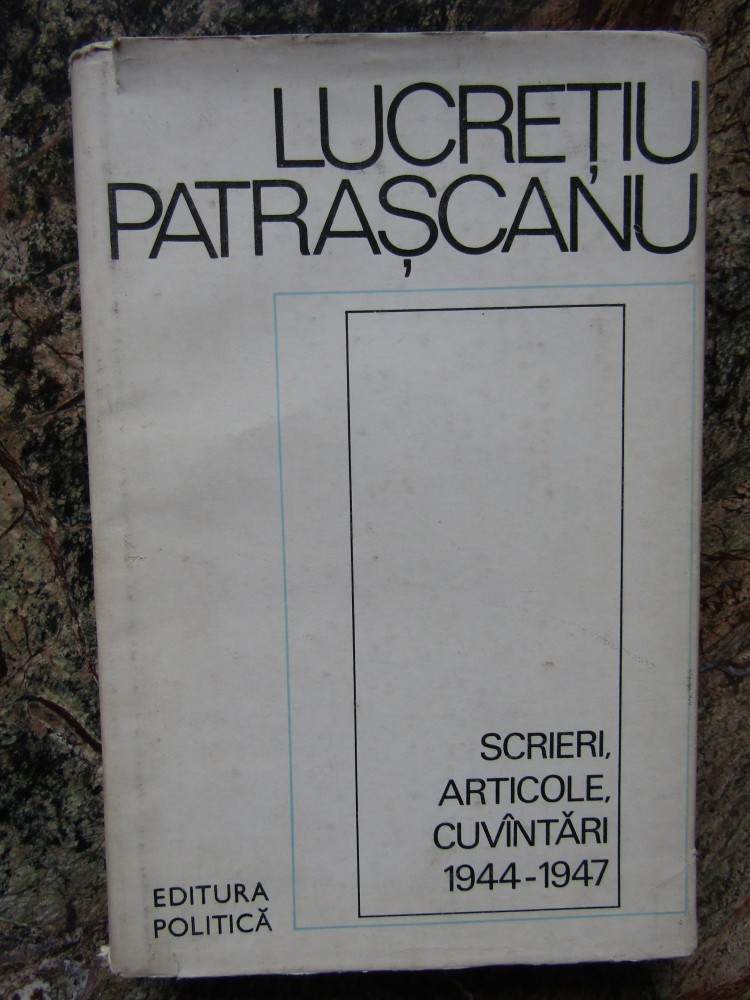 LUCREȚIU
PATRAȘCANU
SCRIERI,
ARTICOLE,
CUVÎNTĂRI
1944-1947
EDITURA
POLITICĂ